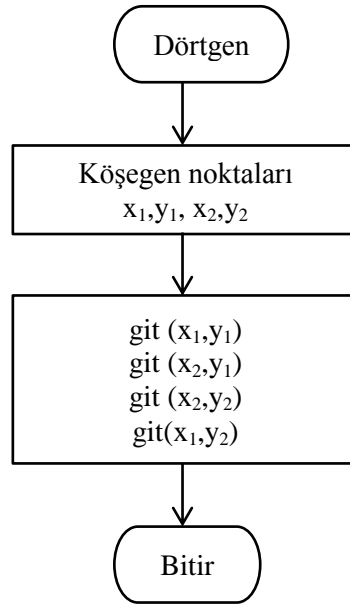 Dörtgen
Köşegen noktaları
x₁,y₁, x₂,y₂
git (x₁,y₁)
git (x₂,y₁)
git (x₂,y₂)
git(x₁,y₂)
Bitir